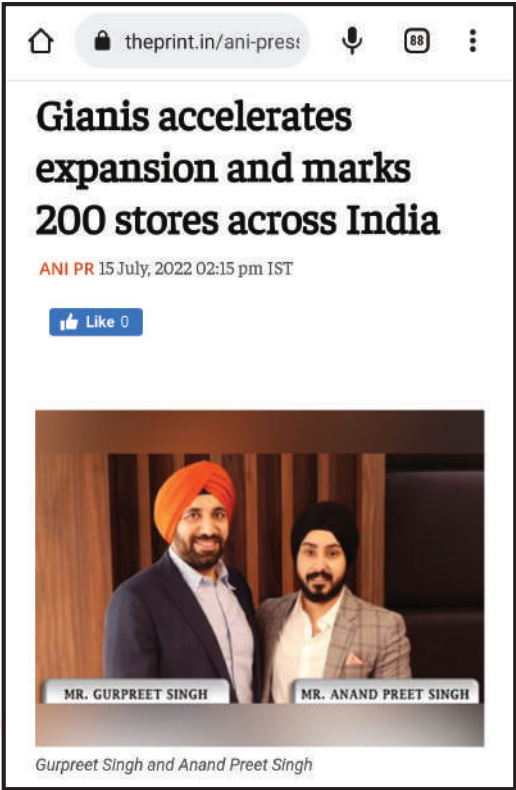 theprint.in/ani-press
88
Gianis accelerates
expansion and marks
200 stores across India
ANI PR 15 July, 2022 02:15 pm IST
Like 0
MR. GURPREET SINGH
MR. ANAND PREET SINGH
Gurpreet Singh and Anand Preet Singh